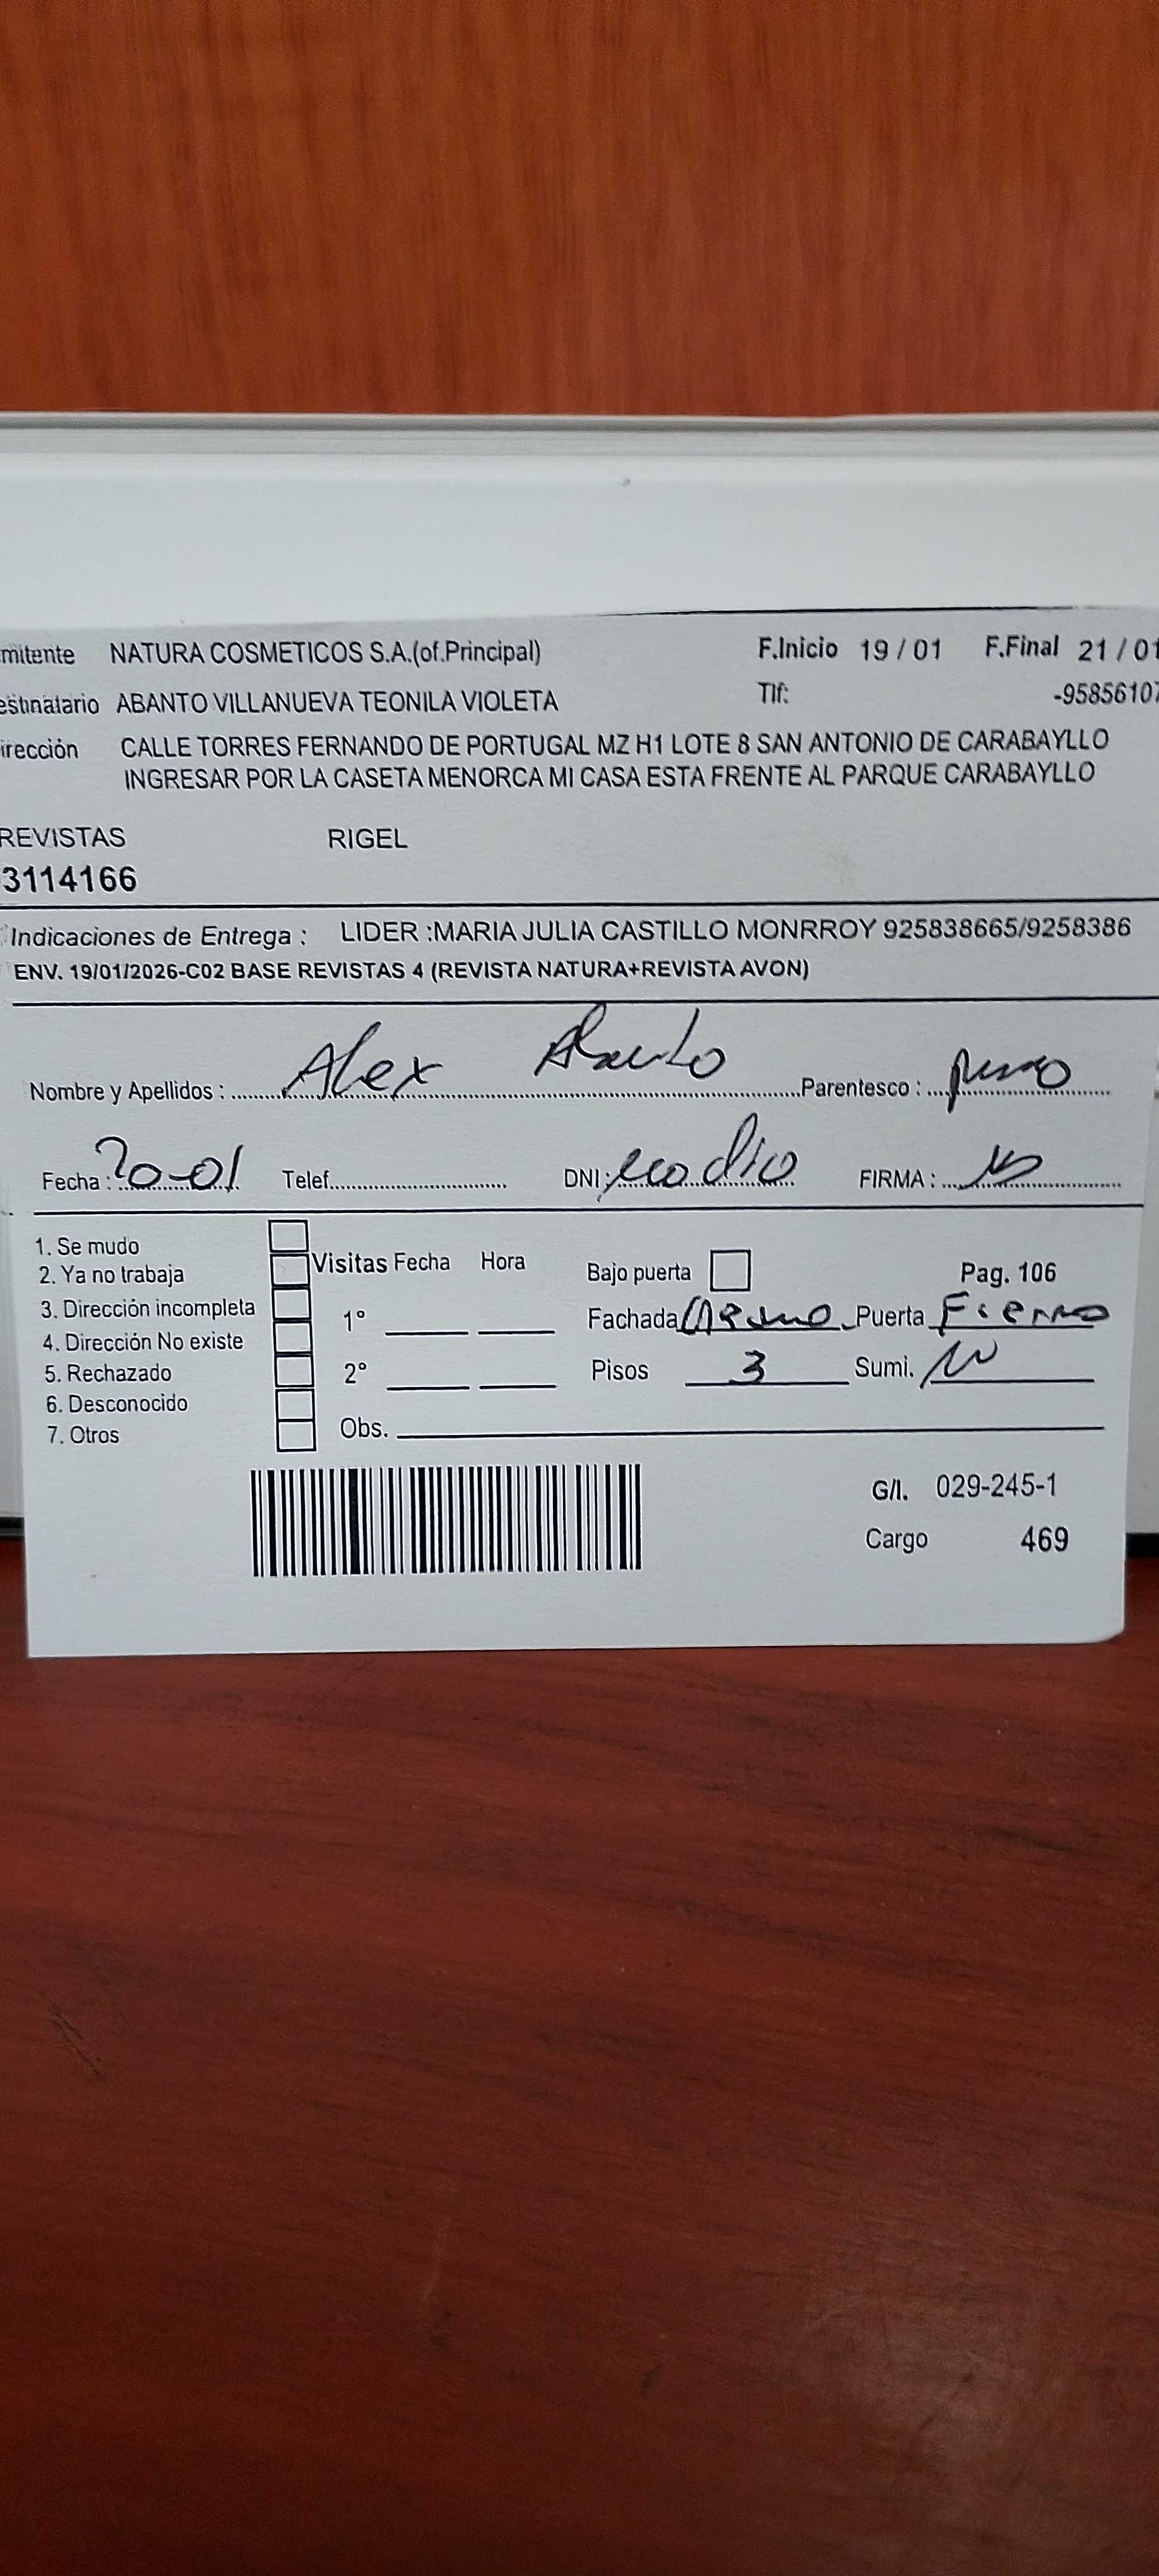 mitente NATURA COSMETICOS S.A.(of.Principal) F.Inicio 19 / 01 F.Final 21 / 01
estinatario ABANTO VILLANUEVA TEONILA VIOLETA Tlf: -95856107
irección CALLE TORRES FERNANDO DE PORTUGAL MZ H1 LOTE 8 SAN ANTONIO DE CARABAYLLO
INGRESAR POR LA CASETA MENORCA MI CASA ESTA FRENTE AL PARQUE CARABAYLLO
REVISTAS RIGEL
3114166
Indicaciones de Entrega : LIDER :MARIA JULIA CASTILLO MONRROY 925838665/9258386
ENV. 19/01/2026-C02 BASE REVISTAS 4 (REVISTA NATURA+REVISTA AVON)
Nombre y Apellidos : Alex Abanto Parentesco :
Fecha : 20-01 Telef. DNI: FIRMA :
1. Se mudo
2. Ya no trabaja Visitas Fecha Hora Bajo puerta Pag. 106
3. Dirección incompleta 1° Fachada Puerta Fierro
4. Dirección No existe
5. Rechazado 2° Pisos 3 Sumi.
6. Desconocido
7. Otros Obs.
G/I. 029-245-1
Cargo 469